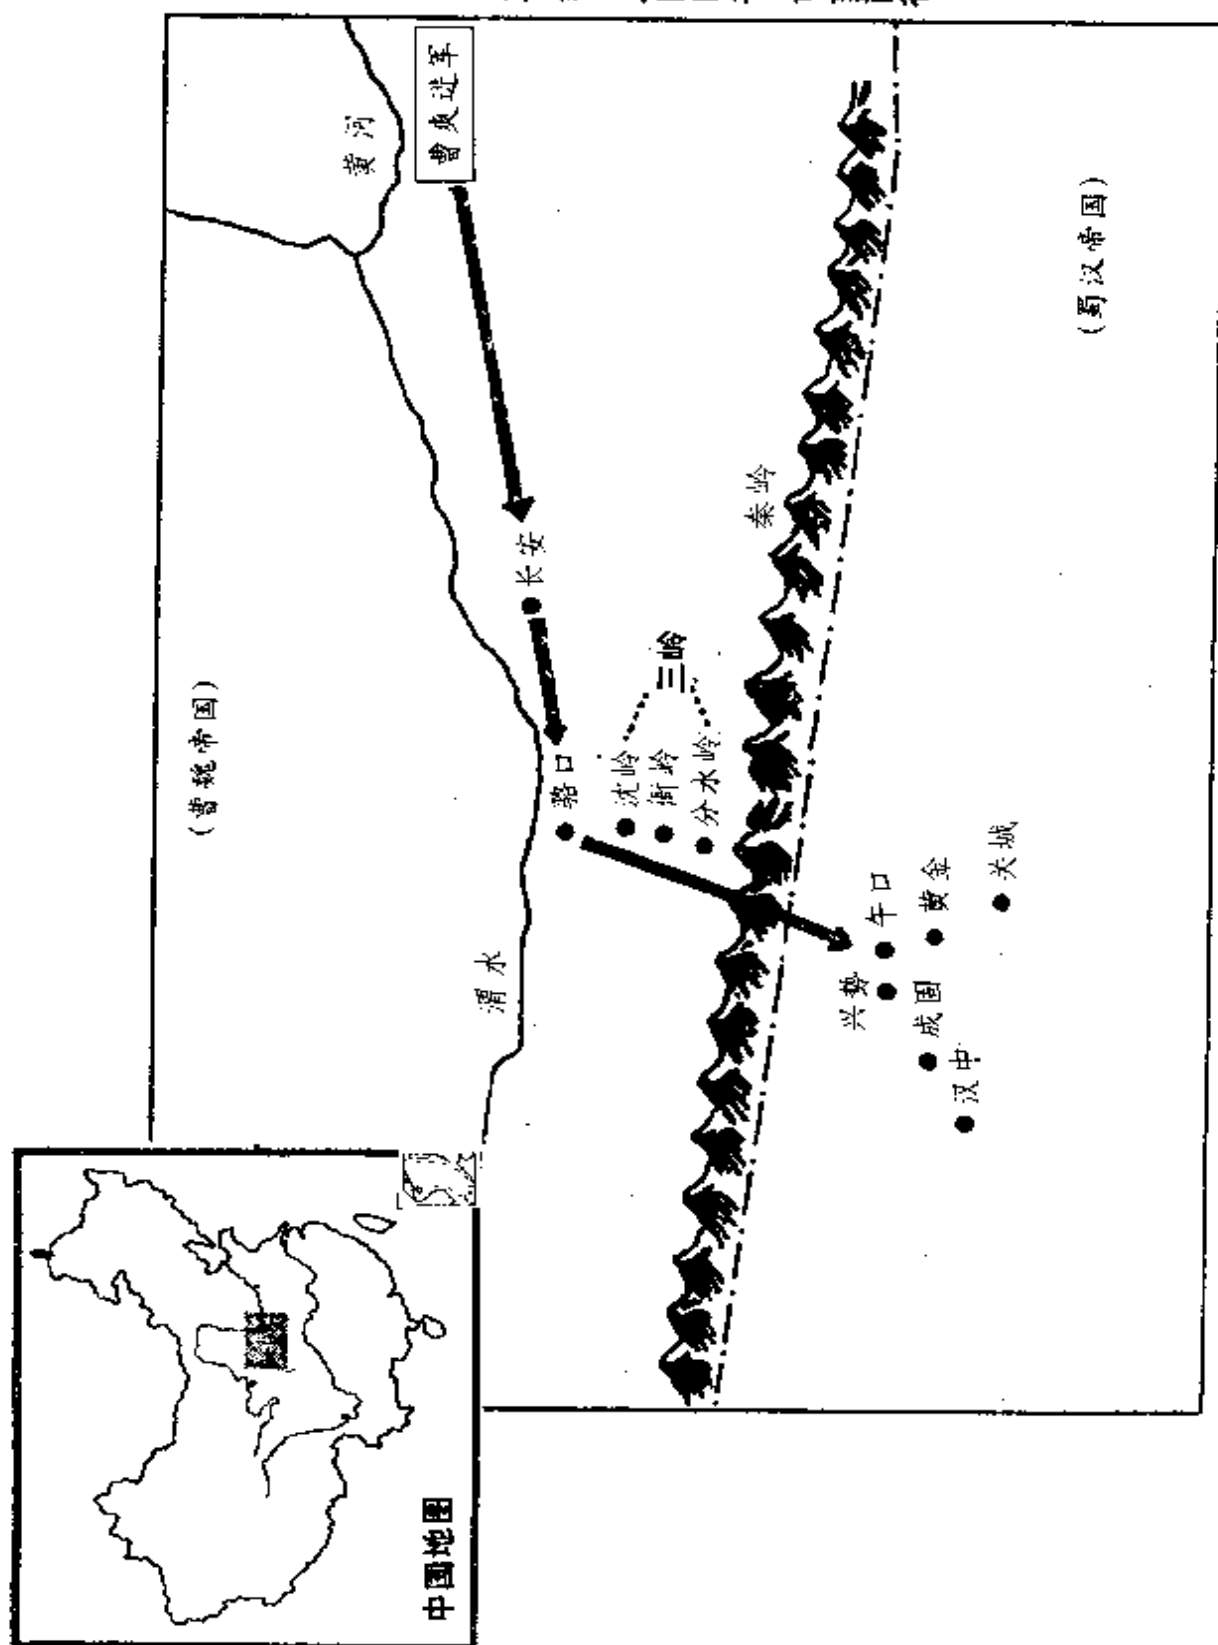 曹爽进军
黄河
(曹魏帝国)
长安
渭水
骆口
沈岭
衙岭
分水岭
三岭
秦岭
(蜀汉帝国)
午口
兴势
黄金
成固
关城
汉中
中国地图